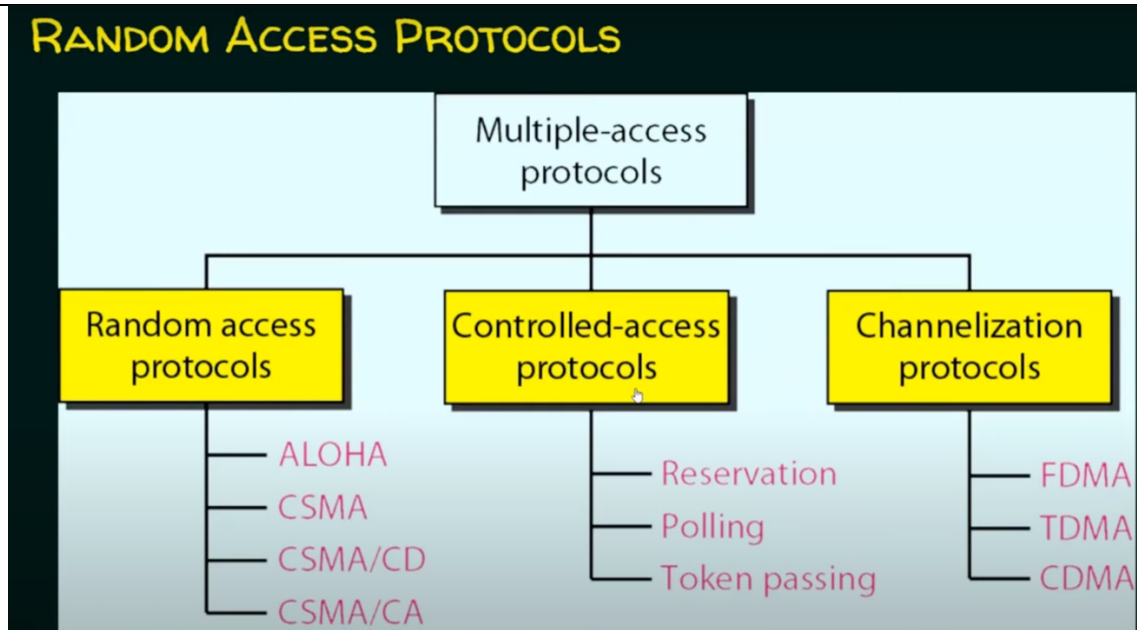 RANDOM ACCESS PROTOCOLS
Multiple-access
protocols
Random access
protocols
Controlled-access
protocols
Channelization
protocols
ALOHA
CSMA
CSMA/CD
CSMA/CA
Reservation
Polling
Token passing
FDMA
TDMA
CDMA